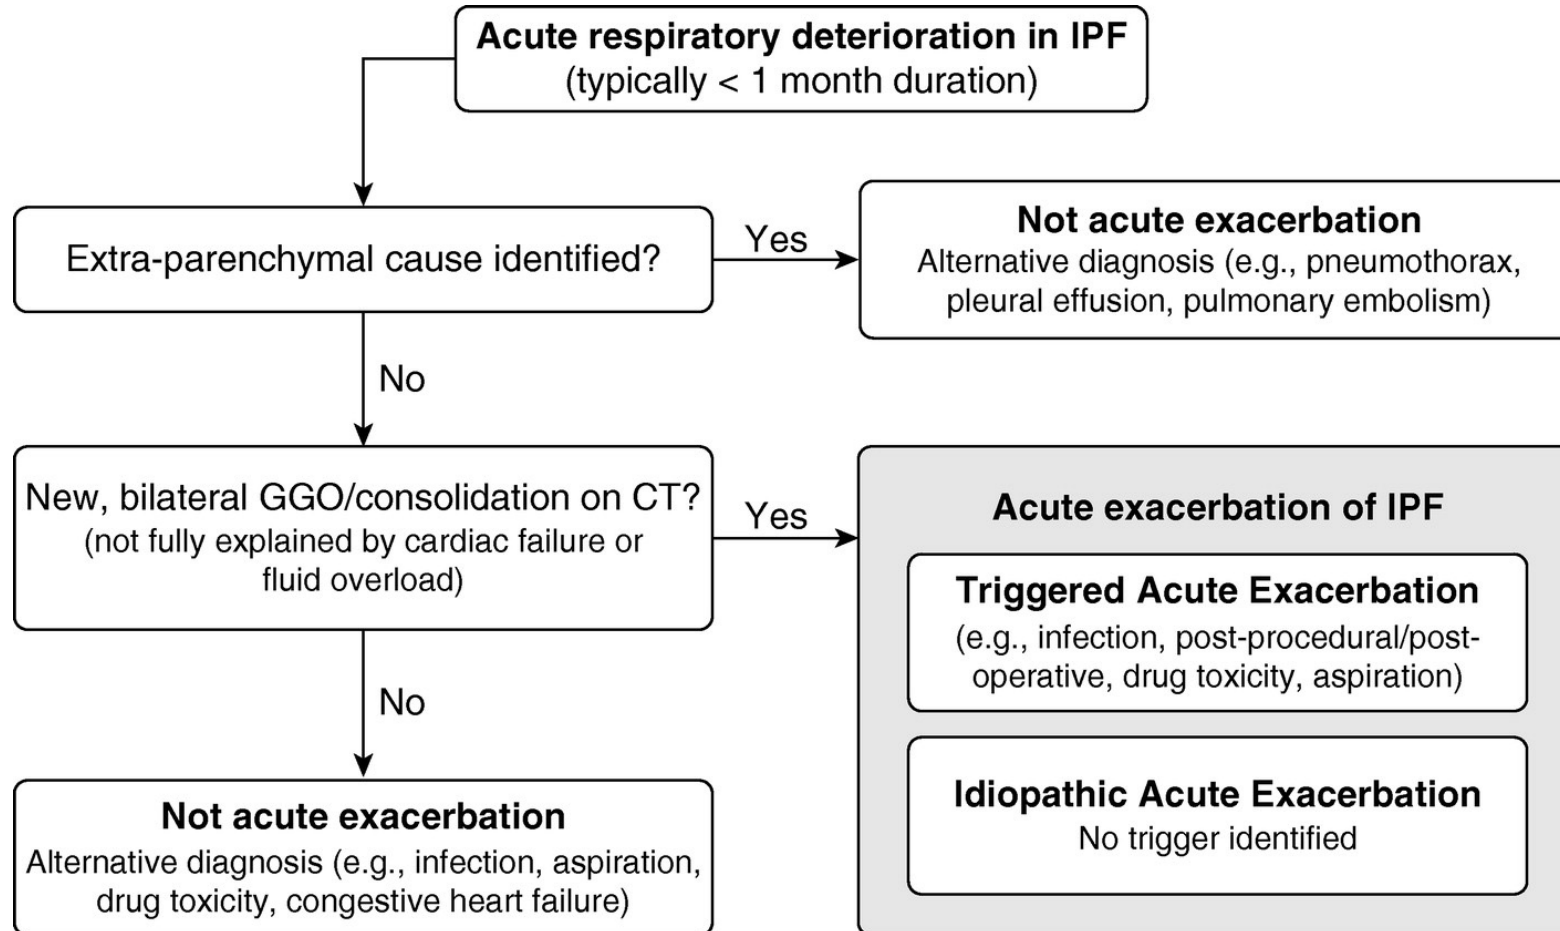 Acute respiratory deterioration in IPF
(typically < 1 month duration)
Extra-parenchymal cause identified?
Yes
Not acute exacerbation
Alternative diagnosis (e.g., pneumothorax,
pleural effusion, pulmonary embolism)
No
New, bilateral GGO/consolidation on CT?
(not fully explained by cardiac failure or
fluid overload)
Yes
Acute exacerbation of IPF
Triggered Acute Exacerbation
(e.g., infection, post-procedural/post-
operative, drug toxicity, aspiration)
Idiopathic Acute Exacerbation
No trigger identified
No
Not acute exacerbation
Alternative diagnosis (e.g., infection, aspiration,
drug toxicity, congestive heart failure)